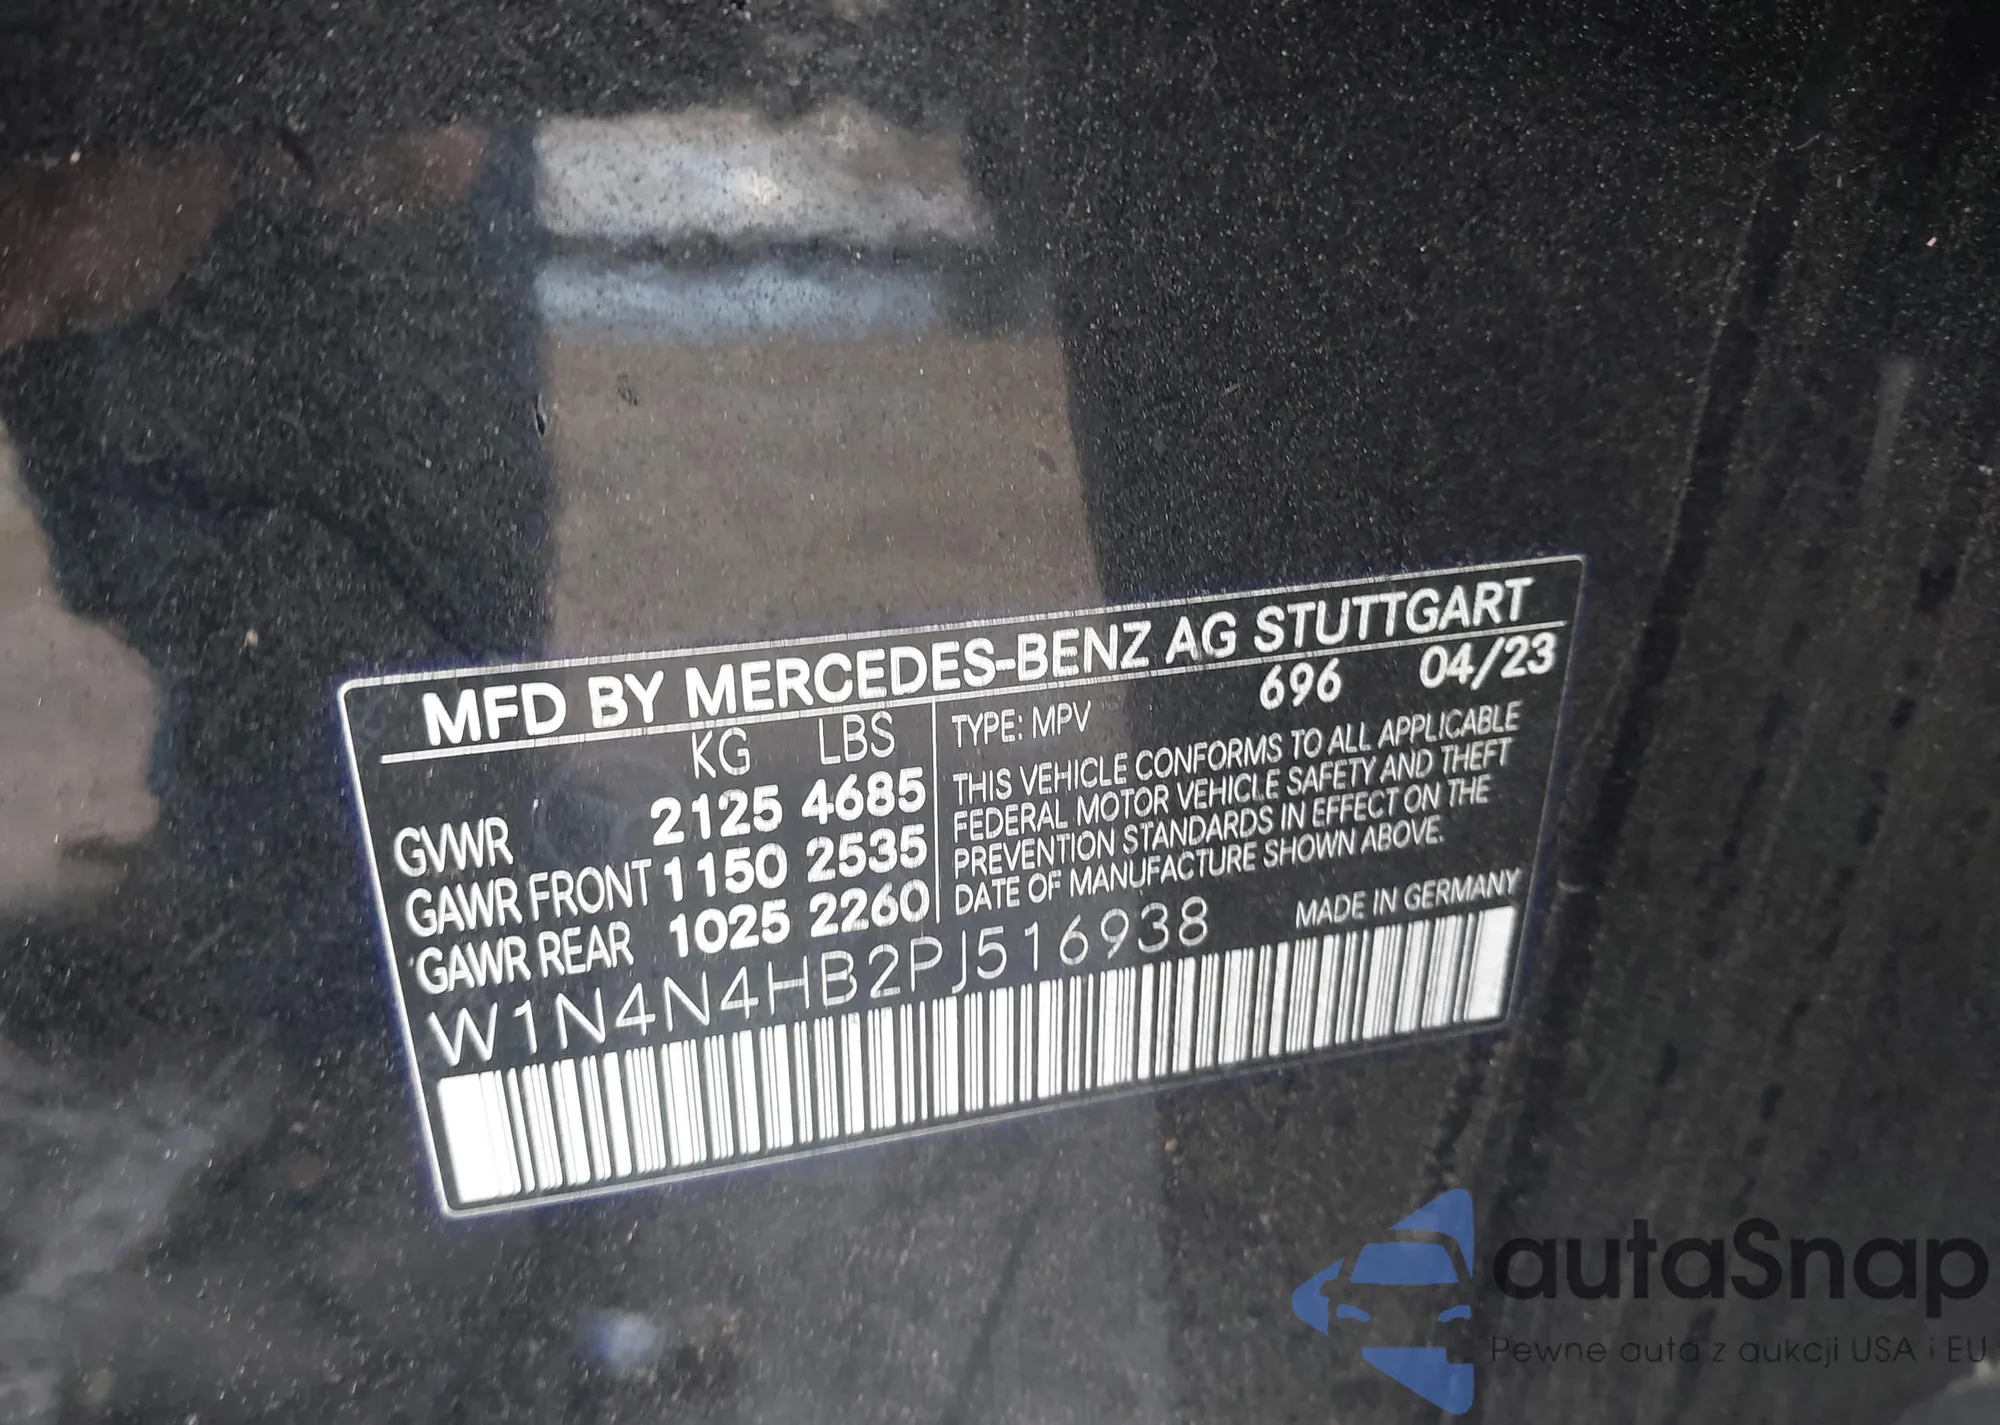 MFD BY MERCEDES-BENZ AG STUTTGART
KG LBS
GVWR 2125 4685
GAWR FRONT 1150 2535
GAWR REAR 1025 2260
TYPE: MPV 696 04/23
THIS VEHICLE CONFORMS TO ALL APPLICABLE
FEDERAL MOTOR VEHICLE SAFETY AND THEFT
PREVENTION STANDARDS IN EFFECT ON THE
DATE OF MANUFACTURE SHOWN ABOVE.
MADE IN GERMANY
W1N4N4HB2PJ516938
autaSnap
Pewne auta z aukcji USA i EU